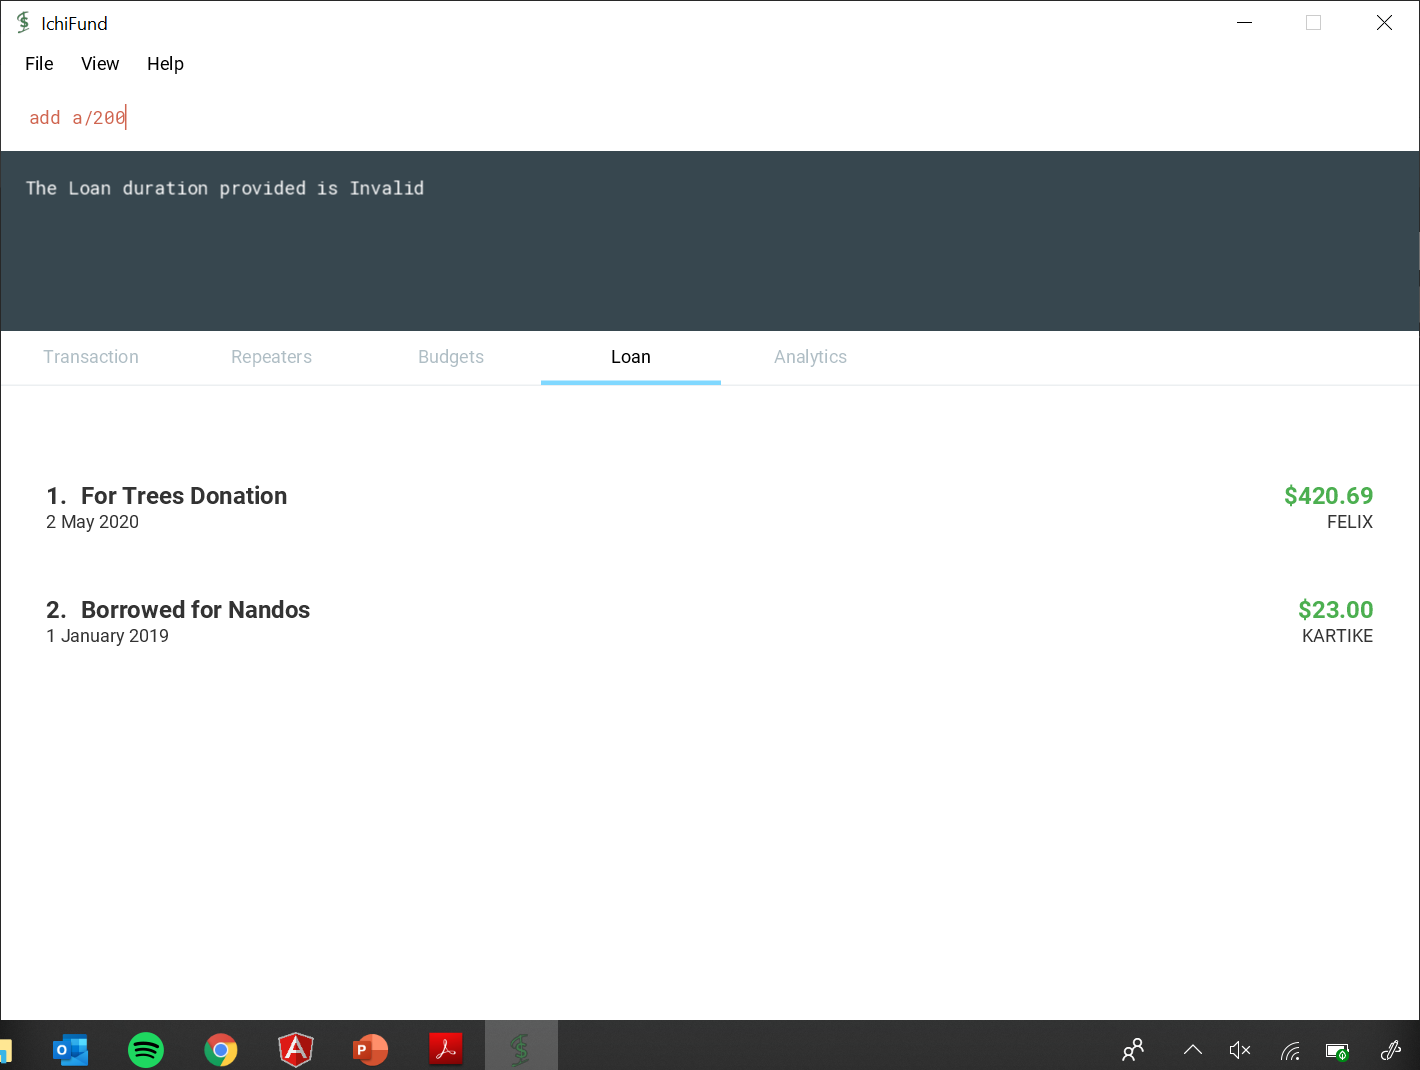 IchiFund
File View Help
add a/200
The Loan duration provided is Invalid
Transaction Repeaters Budgets Loan Analytics
1. For Trees Donation $420.69
2 May 2020 FELIX
2. Borrowed for Nandos $23.00
1 January 2019 KARTIKE